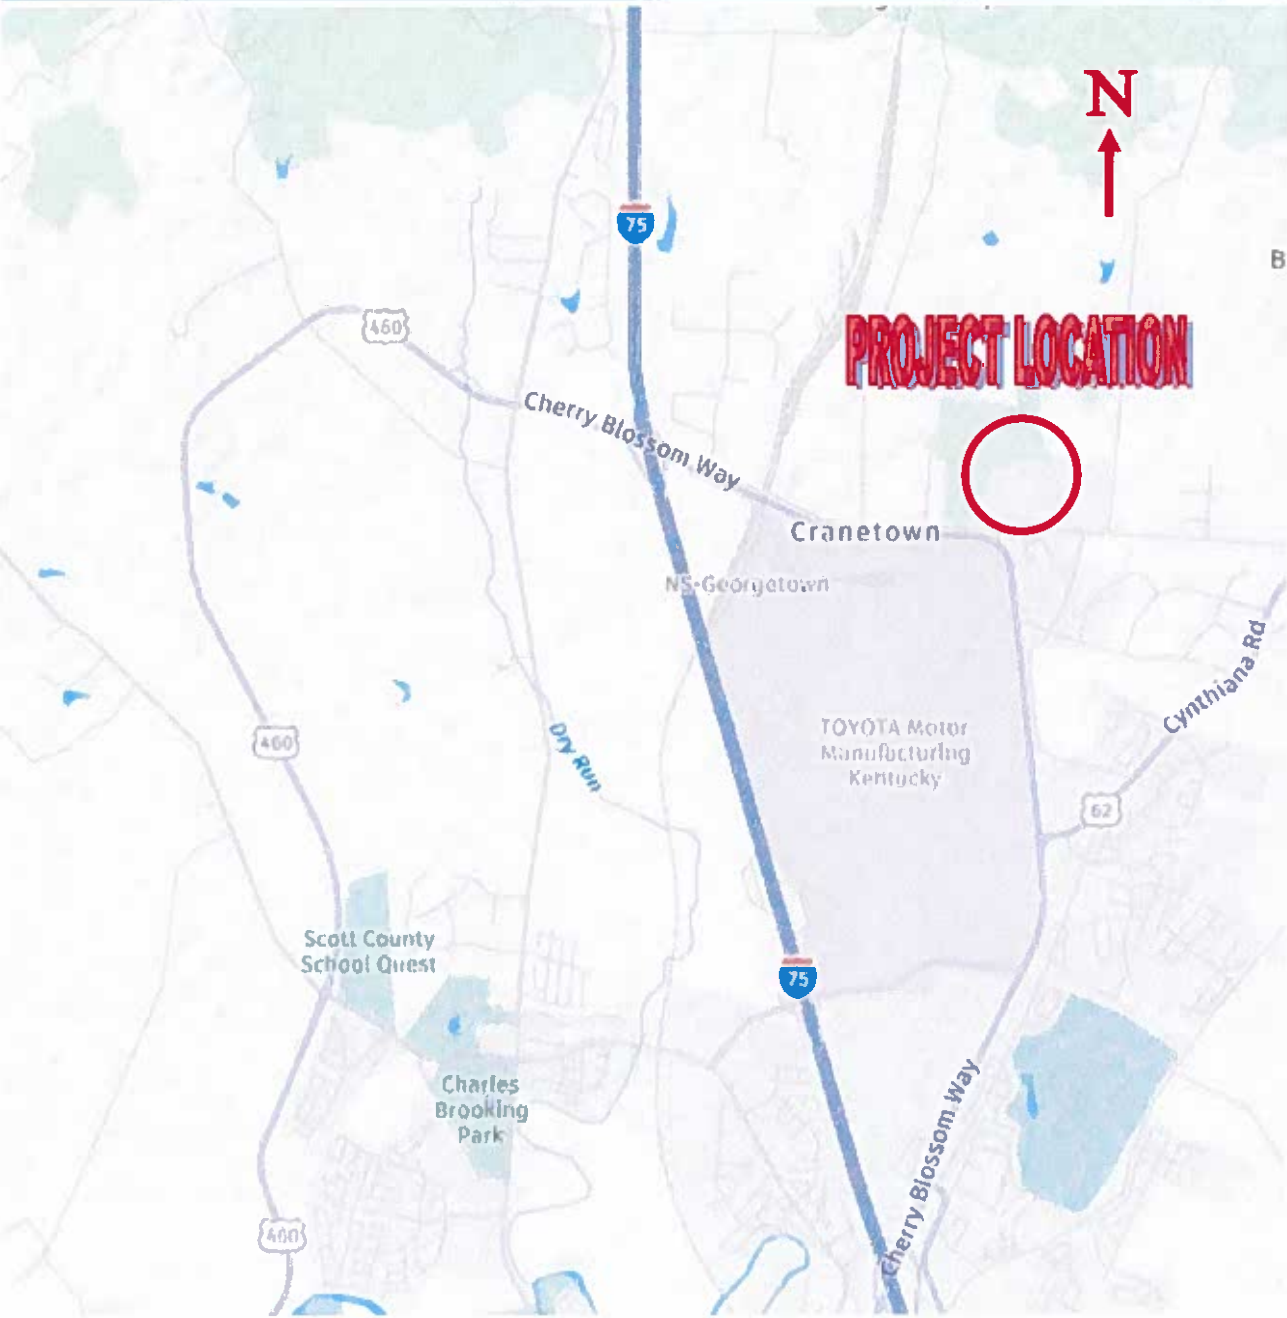 N
75
B
PROJECT LOCATION
460
Cherry Blossom Way
Cranetown
NS-Georgetown
Cynthiana Rd
TOYOTA Motor
Manufacturing
Kentucky
460
Dry Run
62
Scott County
School Quest
75
Charles
Brooking
Park
Cherry Blossom Way
460